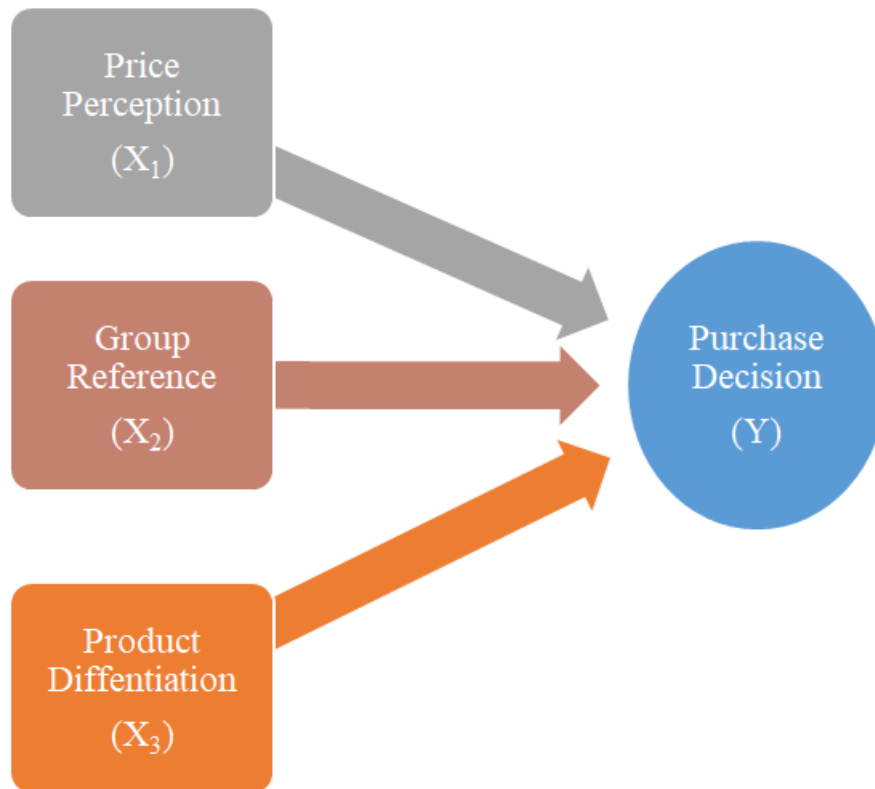 Price
Perception
(X₁)
Group
Reference
(X₂)
Product
Diffentiation
(X₃)
Purchase
Decision
(Y)